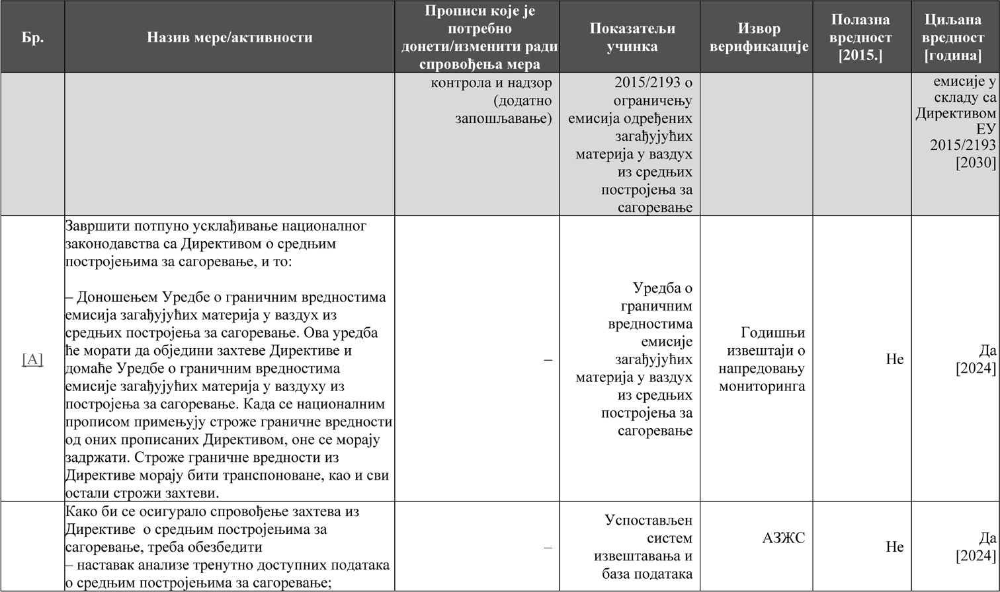 Бр.
Назив мере/активности
Прописи које је
потребно
донети/изменити ради
спровођења мера
Показатељи
учинка
Извор
верификације
Полазна
вредност
[2015.]
Циљана
вредност
[година]
контрола и надзор
(додатно
запошљавање)
2015/2193 о
ограничењу
емисија одређених
загађујућих
материја у ваздух
из средњих
постројења за
сагоревање
емисије у
складу са
Директивом
ЕУ
2015/2193
[2030]
[А]
Завршити потпуно усклађивање националног
законодавства са Директивом о средњим
постројењима за сагоревање, и то:
– Доношењем Уредбе о граничним вредностима
емисија загађујућих материја у ваздух из
средњих постројења за сагоревање. Ова уредба
ће морати да обједини захтеве Директиве и
домаће Уредбе о граничним вредностима
емисије загађујућих материја у ваздуху из
постројења за сагоревање. Када се националним
прописом примењују строже граничне вредности
од оних прописаних Директивом, оне се морају
задржати. Строже граничне вредности из
Директиве морају бити транспоноване, као и сви
остали строжи захтеви.
–
Уредба о
граничним
вредностима
емисије
загађујућих
материја у ваздух
из средњих
постројења за
сагоревање
Годишњи
извештаји о
напредовању
мониторинга
Не
Да
[2024]
Како би се осигурало спровођење захтева из
Директиве  о средњим постројењима за
сагоревање, треба обезбедити
– наставак анализе тренутно доступних података
о средњим постројењима за сагоревање;
–
Успостављен
систем
извештавања и
база података
АЗЖС
Не
Да
[2024]